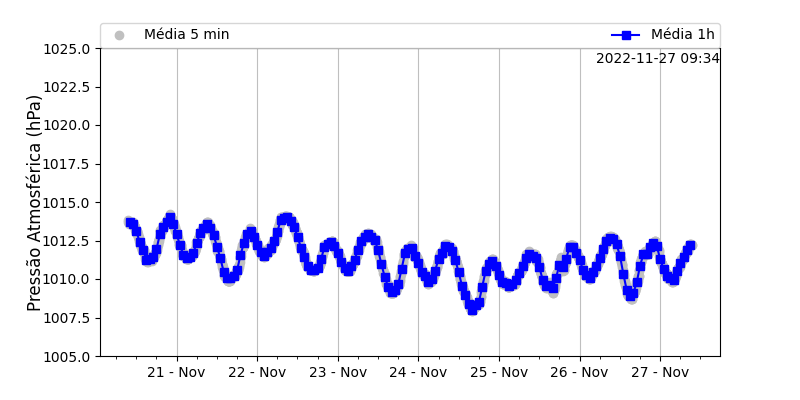 Média 5 min
Média 1h
2022-11-27 09:34
Pressão Atmosférica (hPa)
1025.0
1022.5
1020.0
1017.5
1015.0
1012.5
1010.0
1007.5
1005.0
21 - Nov
22 - Nov
23 - Nov
24 - Nov
25 - Nov
26 - Nov
27 - Nov